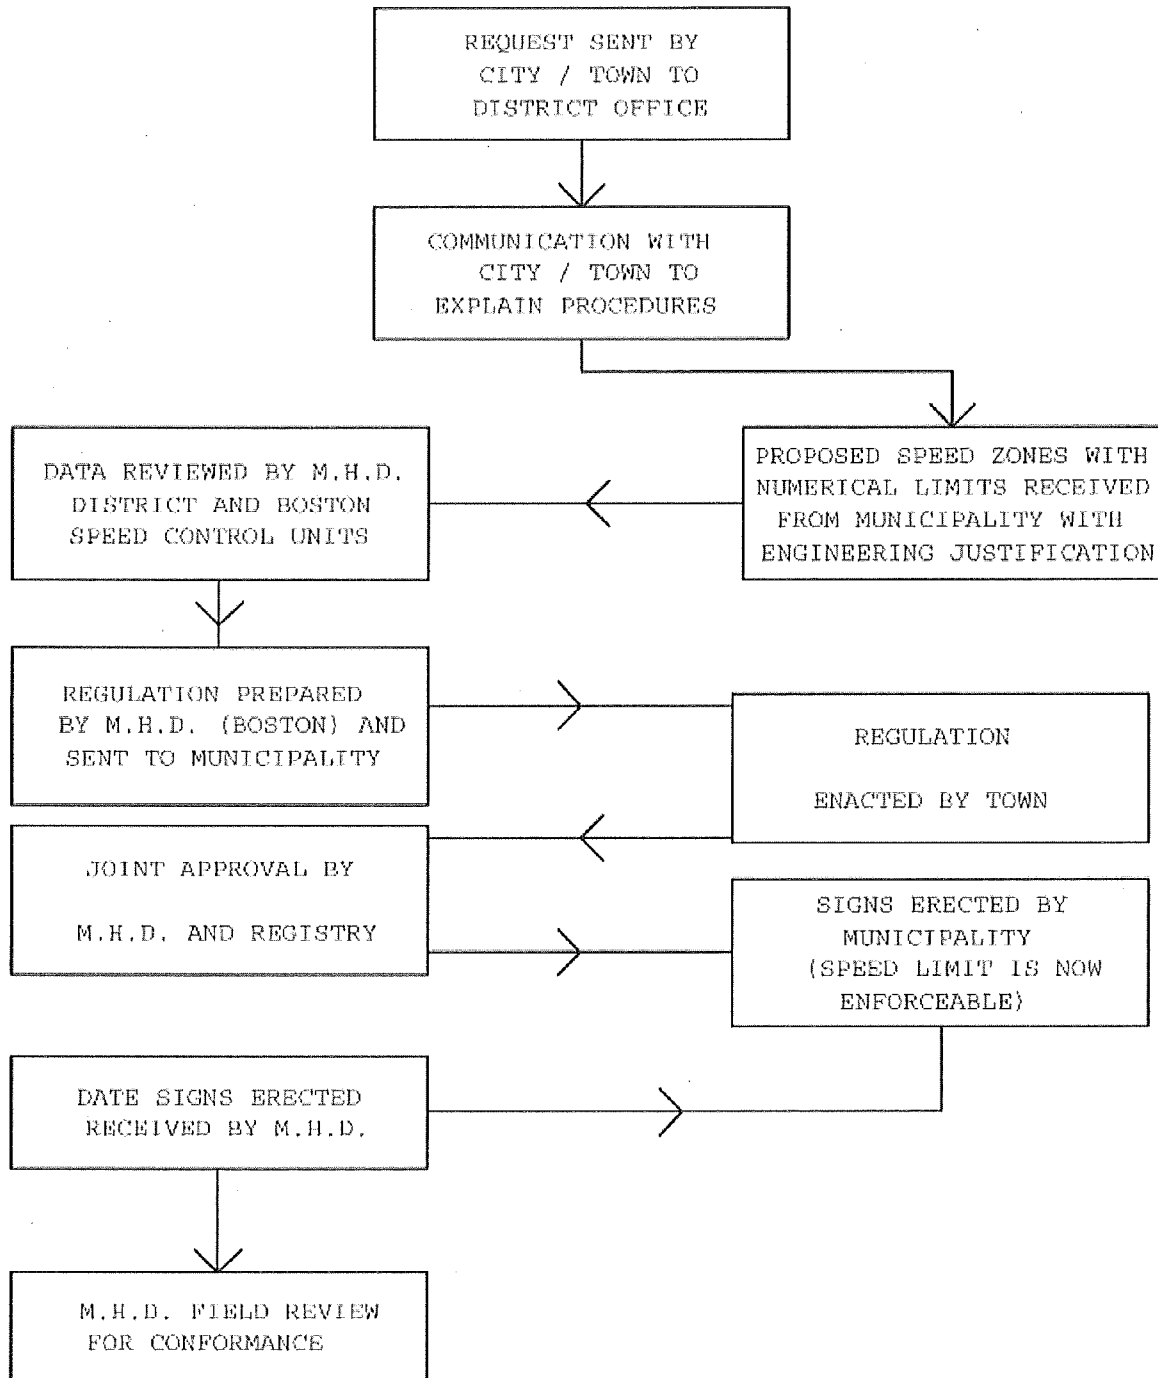 REQUEST SENT BY
CITY / TOWN TO
DISTRICT OFFICE
COMMUNICATION WITH
CITY / TOWN TO
EXPLAIN PROCEDURES
PROPOSED SPEED ZONES WITH
NUMERICAL LIMITS RECEIVED
FROM MUNICIPALITY WITH
ENGINEERING JUSTIFICATION
DATA REVIEWED BY M.H.D.
DISTRICT AND BOSTON
SPEED CONTROL UNITS
REGULATION PREPARED
BY M.H.D. (BOSTON) AND
SENT TO MUNICIPALITY
REGULATION
ENACTED BY TOWN
JOINT APPROVAL BY
M.H.D. AND REGISTRY
SIGNS ERECTED BY
MUNICIPALITY
(SPEED LIMIT IS NOW
ENFORCEABLE)
DATE SIGNS ERECTED
RECEIVED BY M.H.D.
M.H.D. FIELD REVIEW
FOR CONFORMANCE